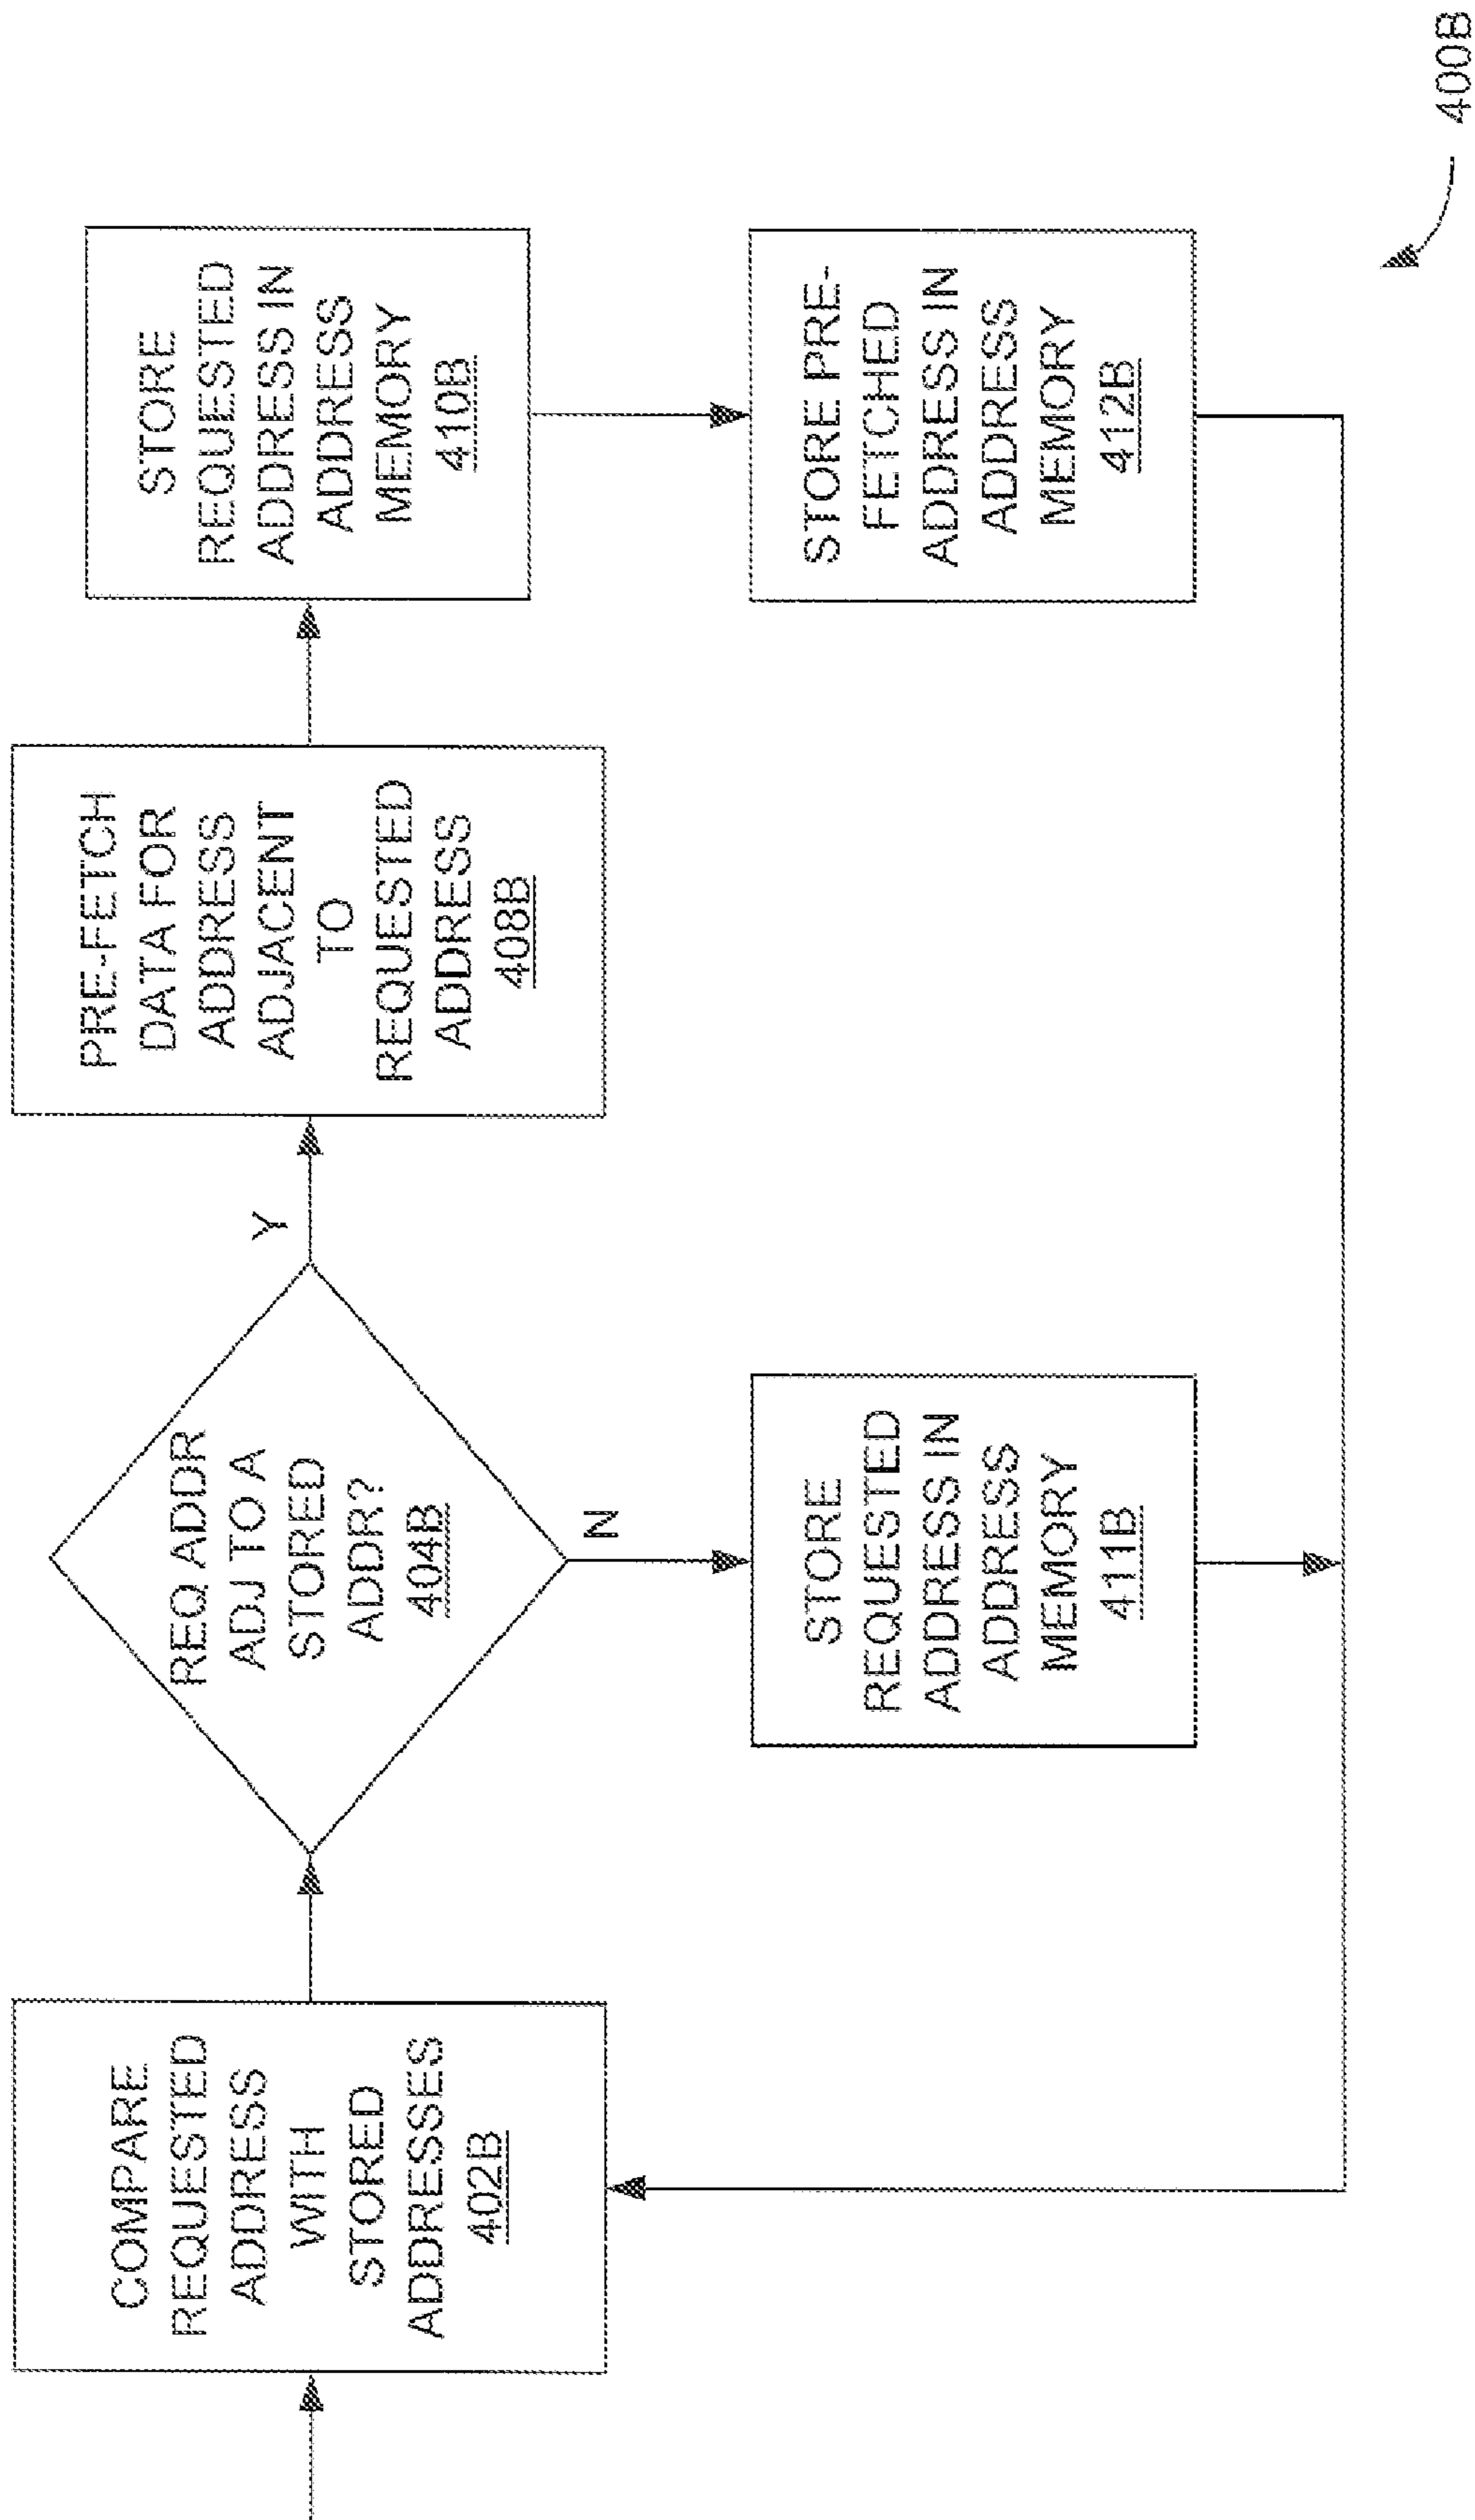 COMPARE
REQUESTED
ADDRESS
WITH
STORED
ADDRESSES
402B
REQ ADDR
ADJ TO A
STORED
ADDR?
404B
Y
N
PRE-FETCH
DATA FOR
ADDRESS
ADJACENT
TO
REQUESTED
ADDRESS
408B
STORE
REQUESTED
ADDRESS IN
ADDRESS
MEMORY
410B
STORE
REQUESTED
ADDRESS IN
ADDRESS
MEMORY
411B
STORE PRE-
FETCHED
ADDRESS IN
ADDRESS
MEMORY
412B
400B